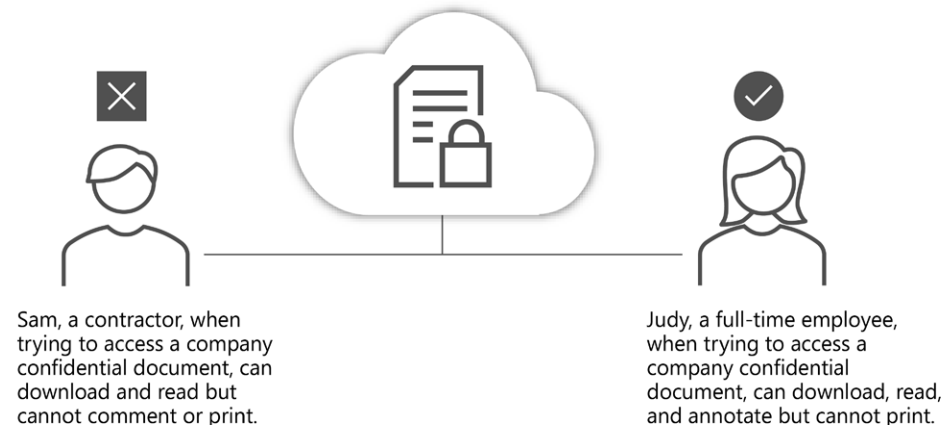 Sam, a contractor, when
trying to access a company
confidential document, can
download and read but
cannot comment or print.
Judy, a full-time employee,
when trying to access a
company confidential
document, can download, read,
and annotate but cannot print.